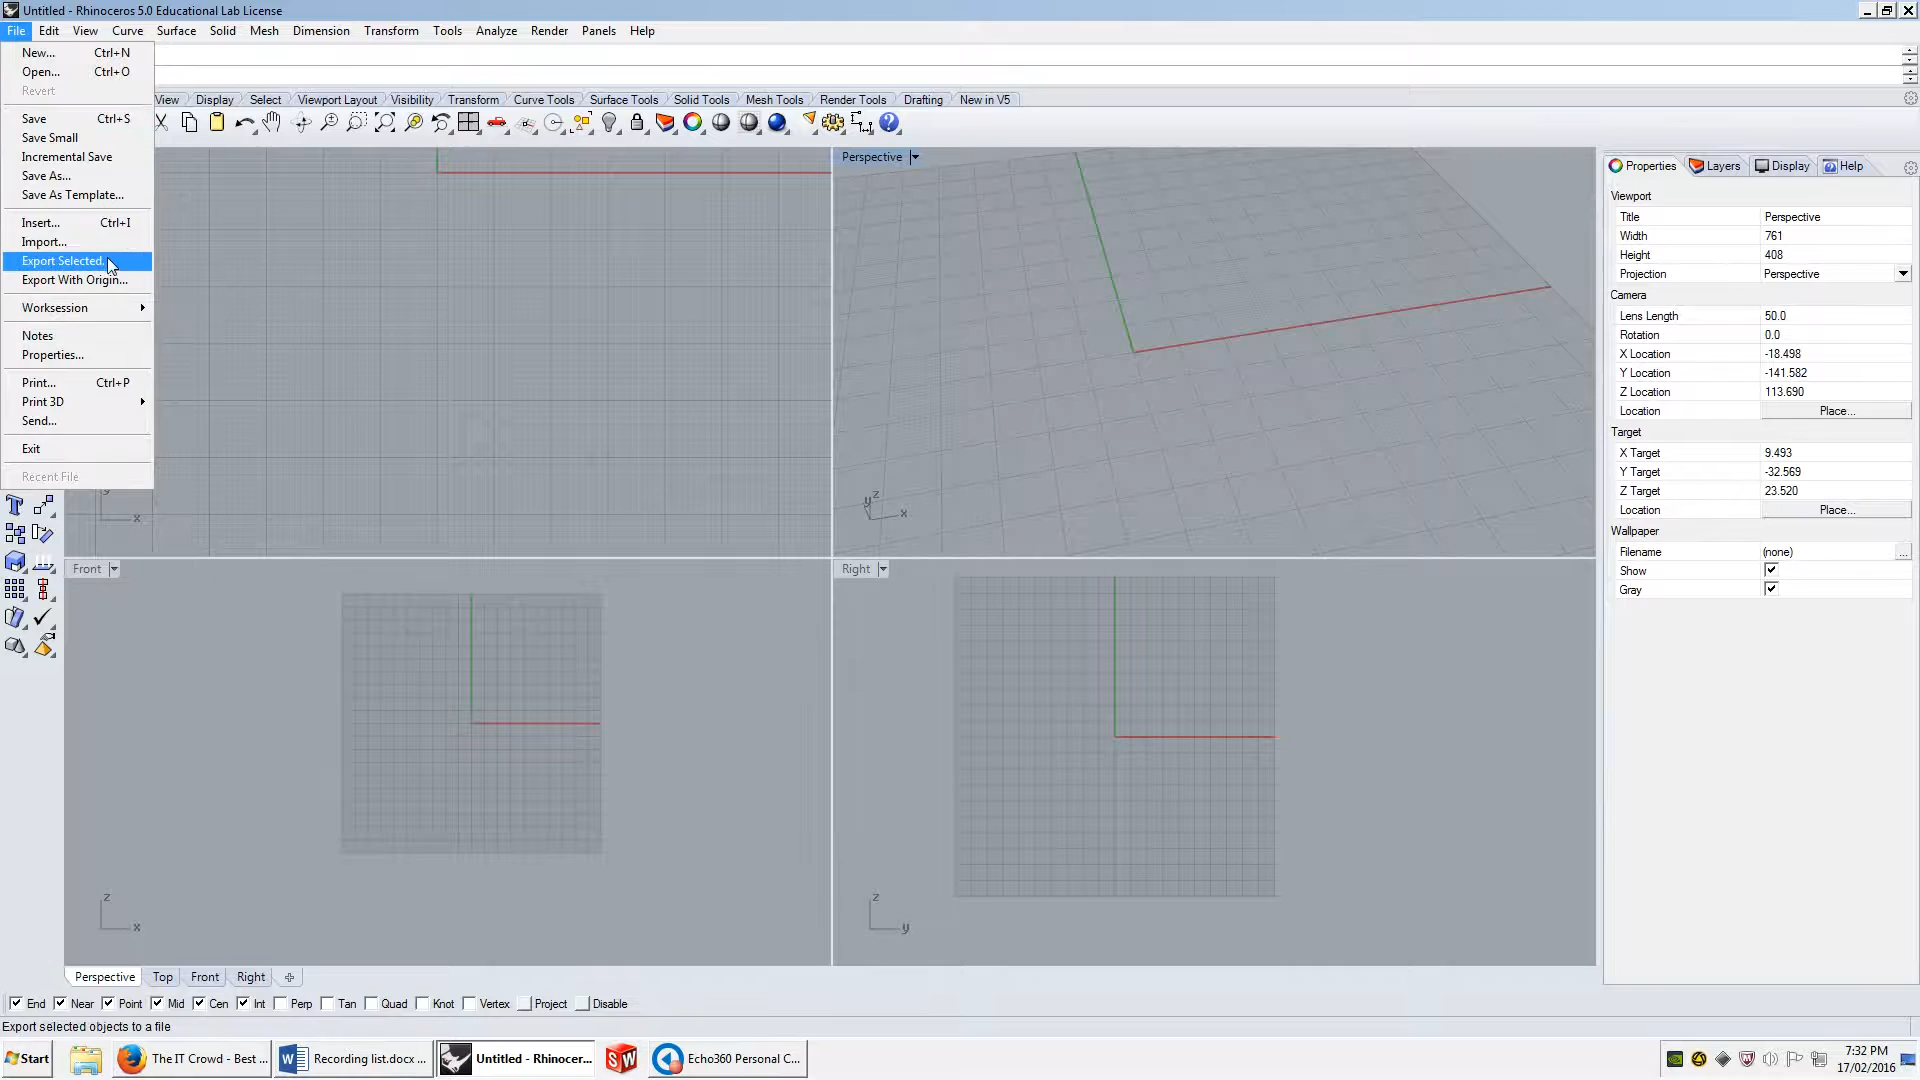 Untitled - Rhinoceros 5.0 Educational Lab License
File Edit View Curve Surface Solid Mesh Dimension Transform Tools Analyze Render Panels Help
New... Ctrl+N
Open... Ctrl+O
Revert
Save Ctrl+S
Save Small
Incremental Save
Save As...
Save As Template...
Insert... Ctrl+I
Import...
Export Selected..
Export With Origin...
Worksession
Notes
Properties...
Print... Ctrl+P
Print 3D
Send...
Exit
Recent File
View Display Select Viewport Layout Visibility Transform Curve Tools Surface Tools Solid Tools Mesh Tools Render Tools Drafting New in V5
Perspective
y
x
z
y
x
Front
z
x
Right
z
y
Properties Layers Display Help
Viewport
Title Perspective
Width 761
Height 408
Projection Perspective
Camera
Lens Length 50.0
Rotation 0.0
X Location -18.498
Y Location -141.582
Z Location 113.690
Location Place...
Target
X Target 9.493
Y Target -32.569
Z Target 23.520
Location Place...
Wallpaper
Filename (none) ...
Show
Gray
Perspective Top Front Right
End Near Point Mid Cen Int Perp Tan Quad Knot Vertex Project Disable
Export selected objects to a file
Start The IT Crowd - Best ... Recording list.docx ... Untitled - Rhinocer... SW Echo360 Personal C...
7:32 PM
17/02/2016